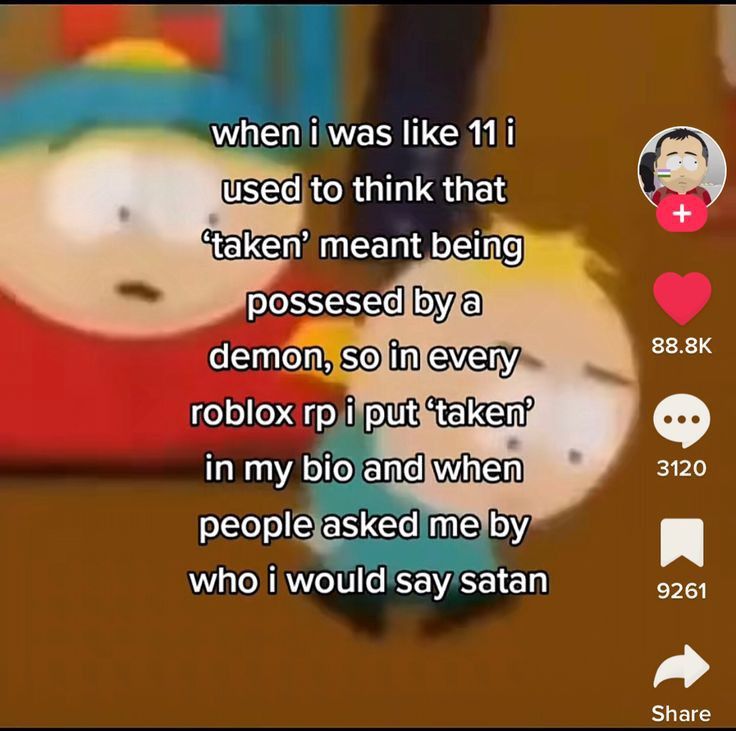 when i was like 11 i
used to think that
‘taken’ meant being
possesed by a
demon, so in every
roblox rp i put ‘taken’
in my bio and when
people asked me by
who i would say satan
88.8K
3120
9261
Share